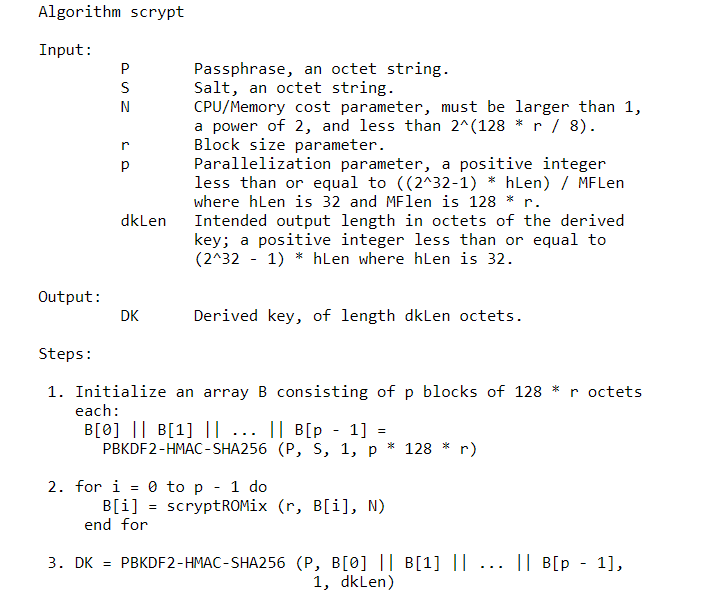 Algorithm scrypt
Input:
P Passphrase, an octet string.
S Salt, an octet string.
N CPU/Memory cost parameter, must be larger than 1,
a power of 2, and less than 2^(128 * r / 8).
r Block size parameter.
p Parallelization parameter, a positive integer
less than or equal to ((2^32-1) * hLen) / MFLen
where hLen is 32 and MFlen is 128 * r.
dkLen Intended output length in octets of the derived
key; a positive integer less than or equal to
(2^32 - 1) * hLen where hLen is 32.
Output:
DK Derived key, of length dkLen octets.
Steps:
1. Initialize an array B consisting of p blocks of 128 * r octets
each:
B[0] || B[1] || ... || B[p - 1] =
PBKDF2-HMAC-SHA256 (P, S, 1, p * 128 * r)
2. for i = 0 to p - 1 do
B[i] = scryptROMix (r, B[i], N)
end for
3. DK = PBKDF2-HMAC-SHA256 (P, B[0] || B[1] || ... || B[p - 1],
1, dkLen)